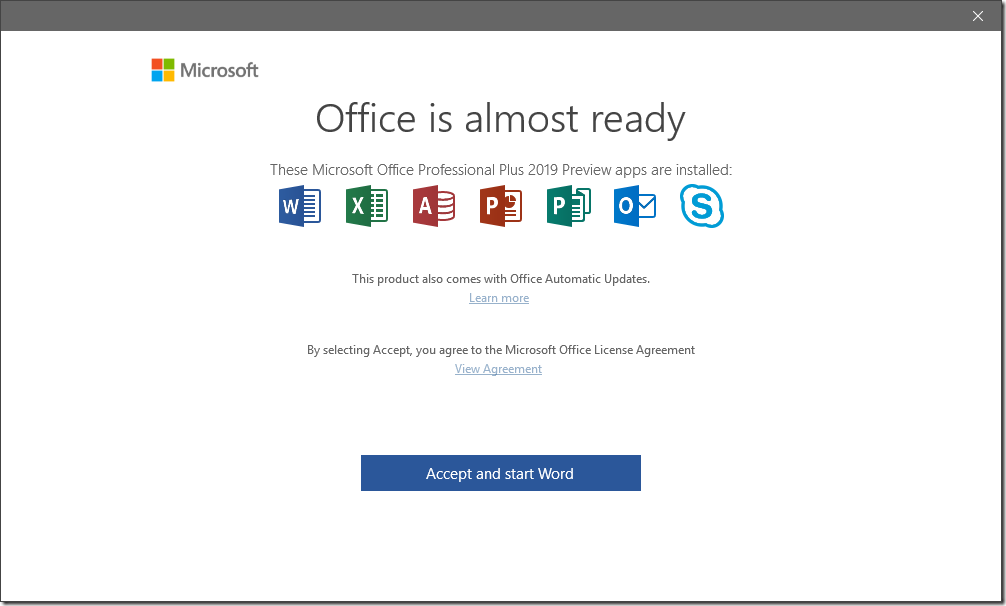 Microsoft
Office is almost ready
These Microsoft Office Professional Plus 2019 Preview apps are installed:
W X A P P O S
This product also comes with Office Automatic Updates.
Learn more
By selecting Accept, you agree to the Microsoft Office License Agreement
View Agreement
Accept and start Word